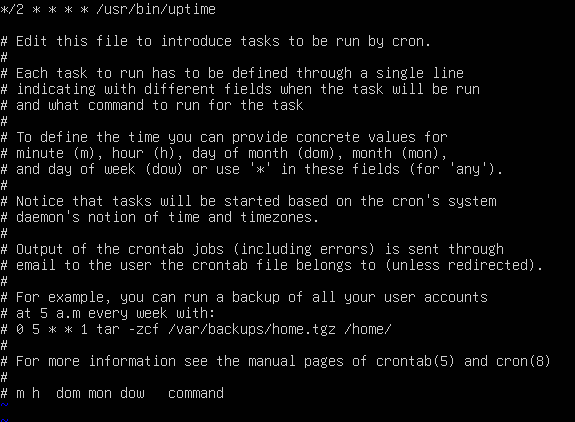 */2 * * * * /usr/bin/uptime
# Edit this file to introduce tasks to be run by cron.
#
# Each task to run has to be defined through a single line
# indicating with different fields when the task will be run
# and what command to run for the task
#
# To define the time you can provide concrete values for
# minute (m), hour (h), day of month (dom), month (mon),
# and day of week (dow) or use '*' in these fields (for 'any').
#
# Notice that tasks will be started based on the cron's system
# daemon's notion of time and timezones.
#
# Output of the crontab jobs (including errors) is sent through
# email to the user the crontab file belongs to (unless redirected).
#
# For example, you can run a backup of all your user accounts
# at 5 a.m every week with:
# 0 5 * * 1 tar -zcf /var/backups/home.tgz /home/
#
# For more information see the manual pages of crontab(5) and cron(8)
#
# m h  dom mon dow   command
~
~